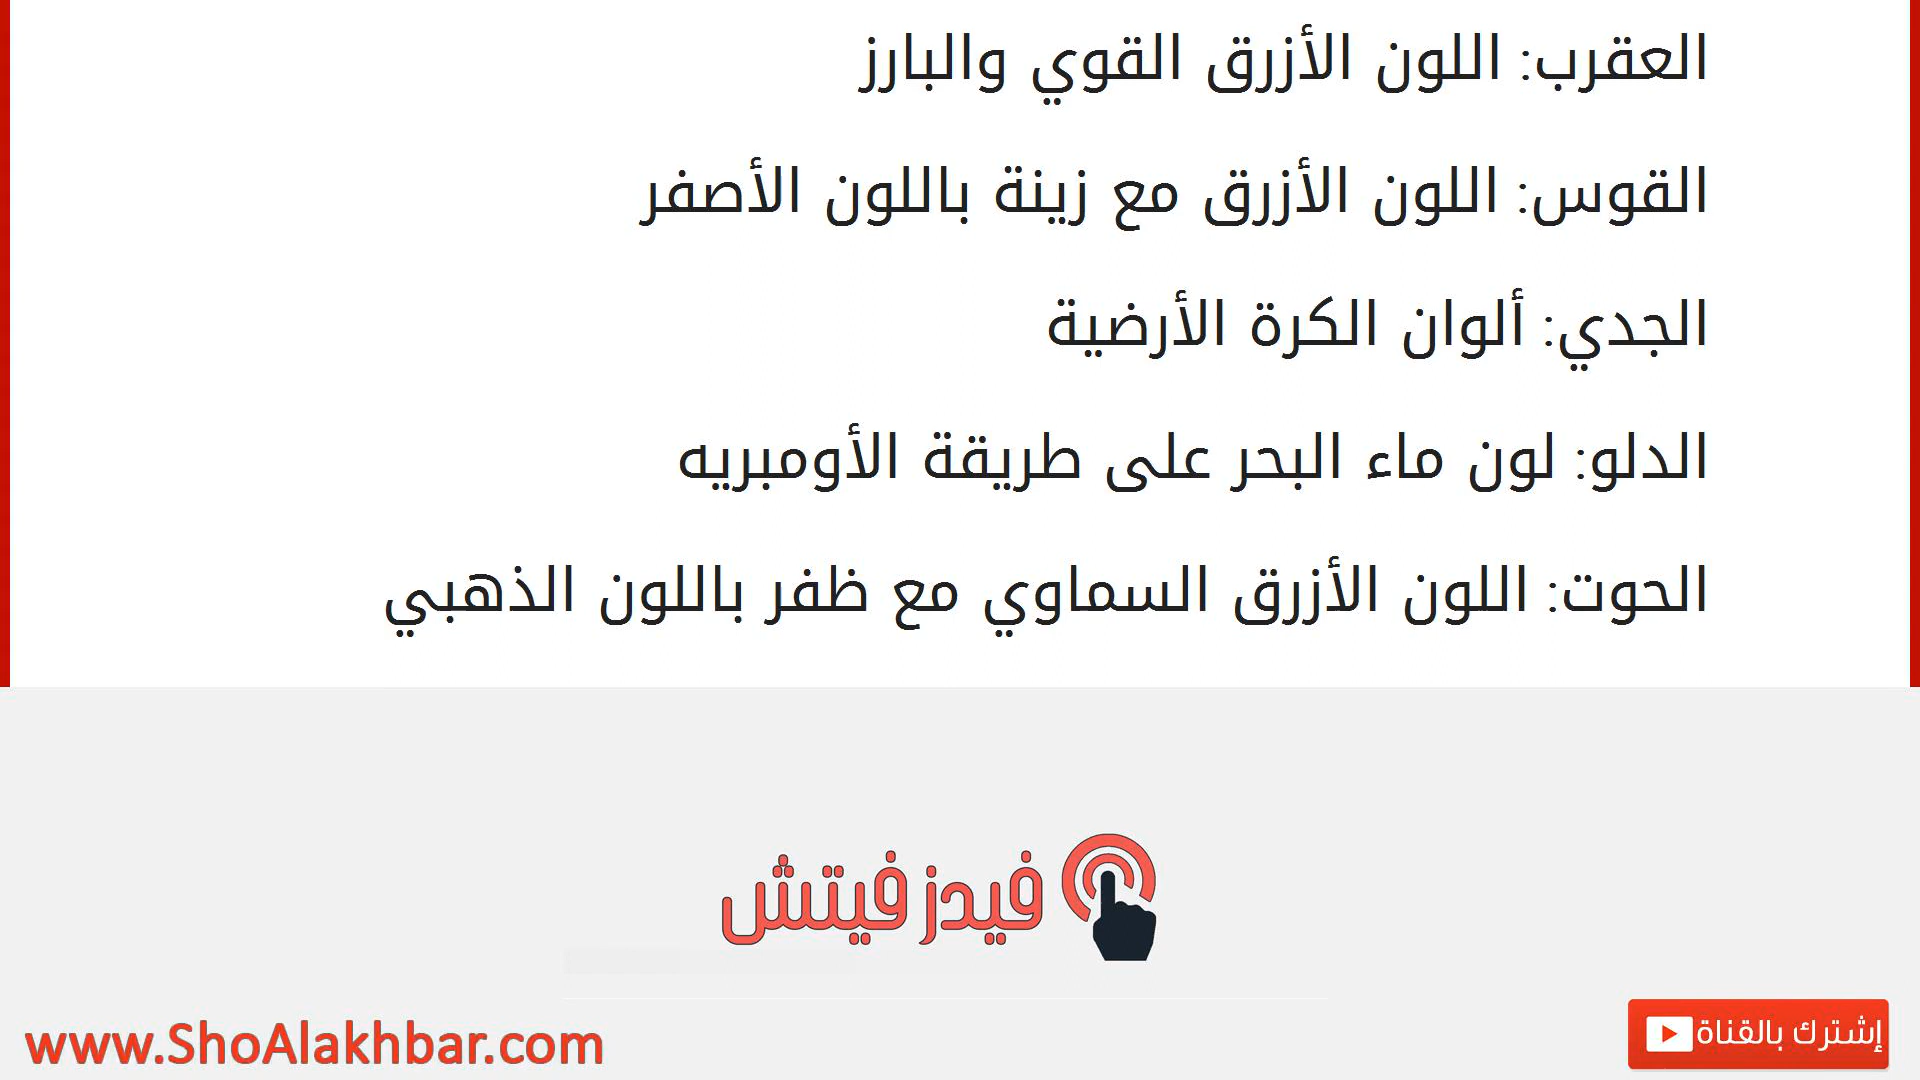 العقرب: اللون الأزرق القوي والبارز
القوس: اللون الأزرق مع زينة باللون الأصفر
الجدي: ألوان الكرة الأرضية
الدلو: لون ماء البحر على طريقة الأومبريه
الحوت: اللون الأزرق السماوي مع ظفر باللون الذهبي
فيدز فيتش
www.ShoAlakhbar.com
إشترك بالقناة